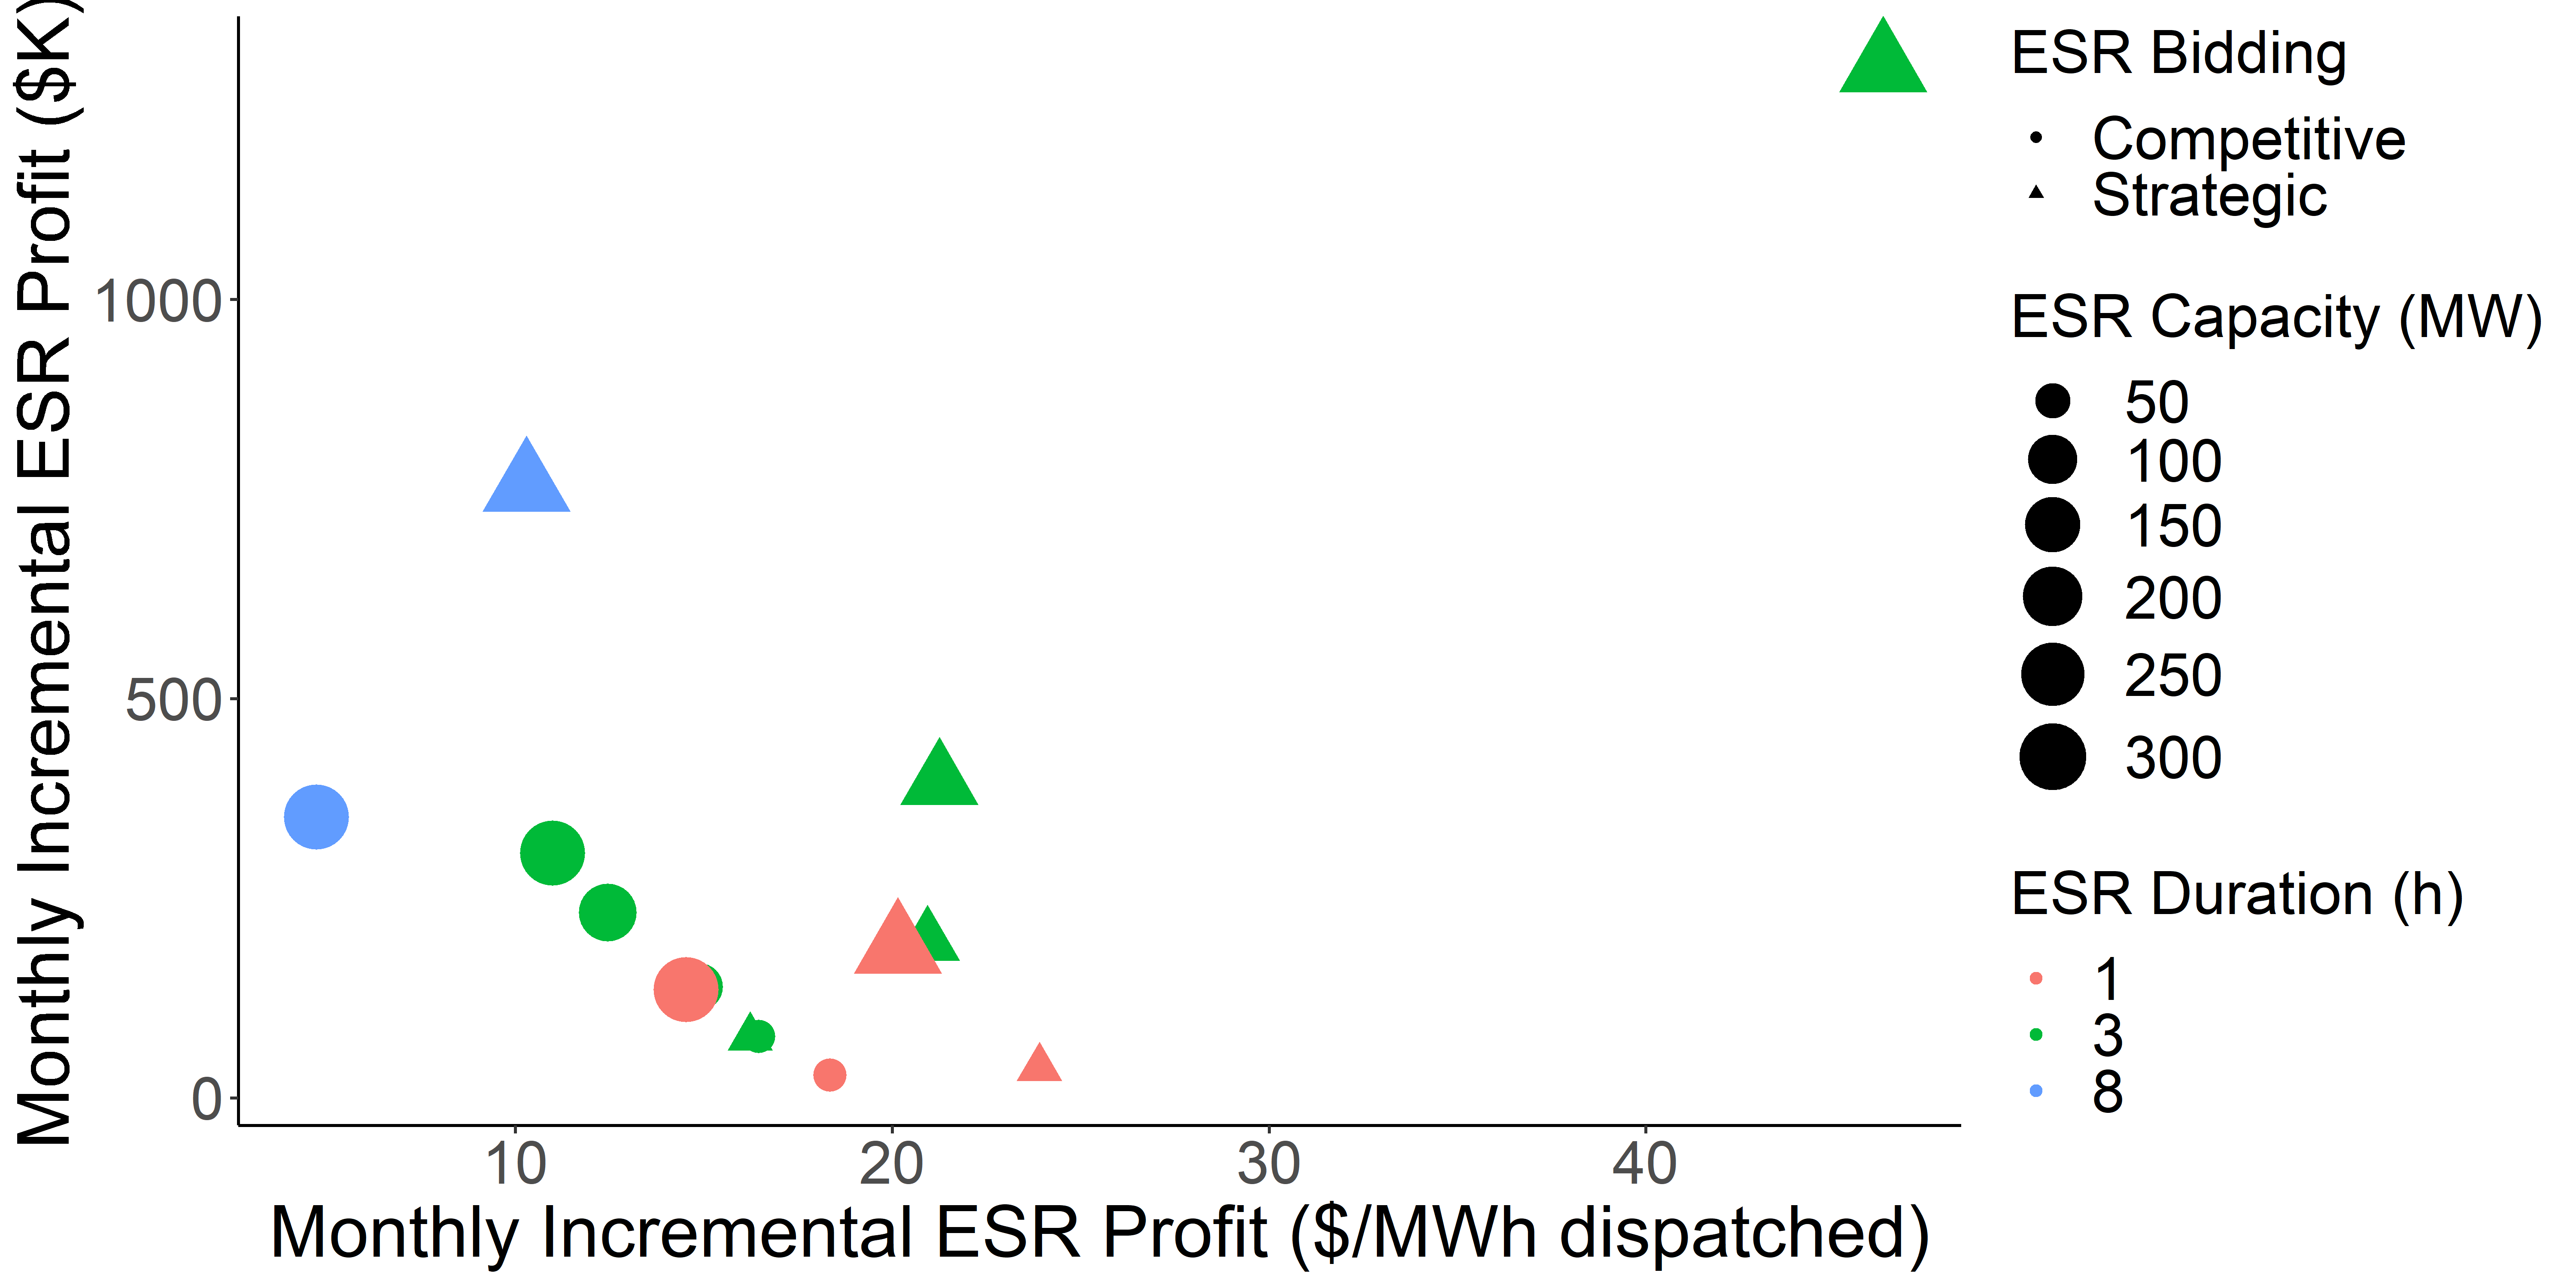 Monthly Incremental ESR Profit ($K)
1000
500
0
10 20 30 40
Monthly Incremental ESR Profit ($/MWh dispatched)
ESR Bidding
Competitive
Strategic
ESR Capacity (MW)
50
100
150
200
250
300
ESR Duration (h)
1
3
8